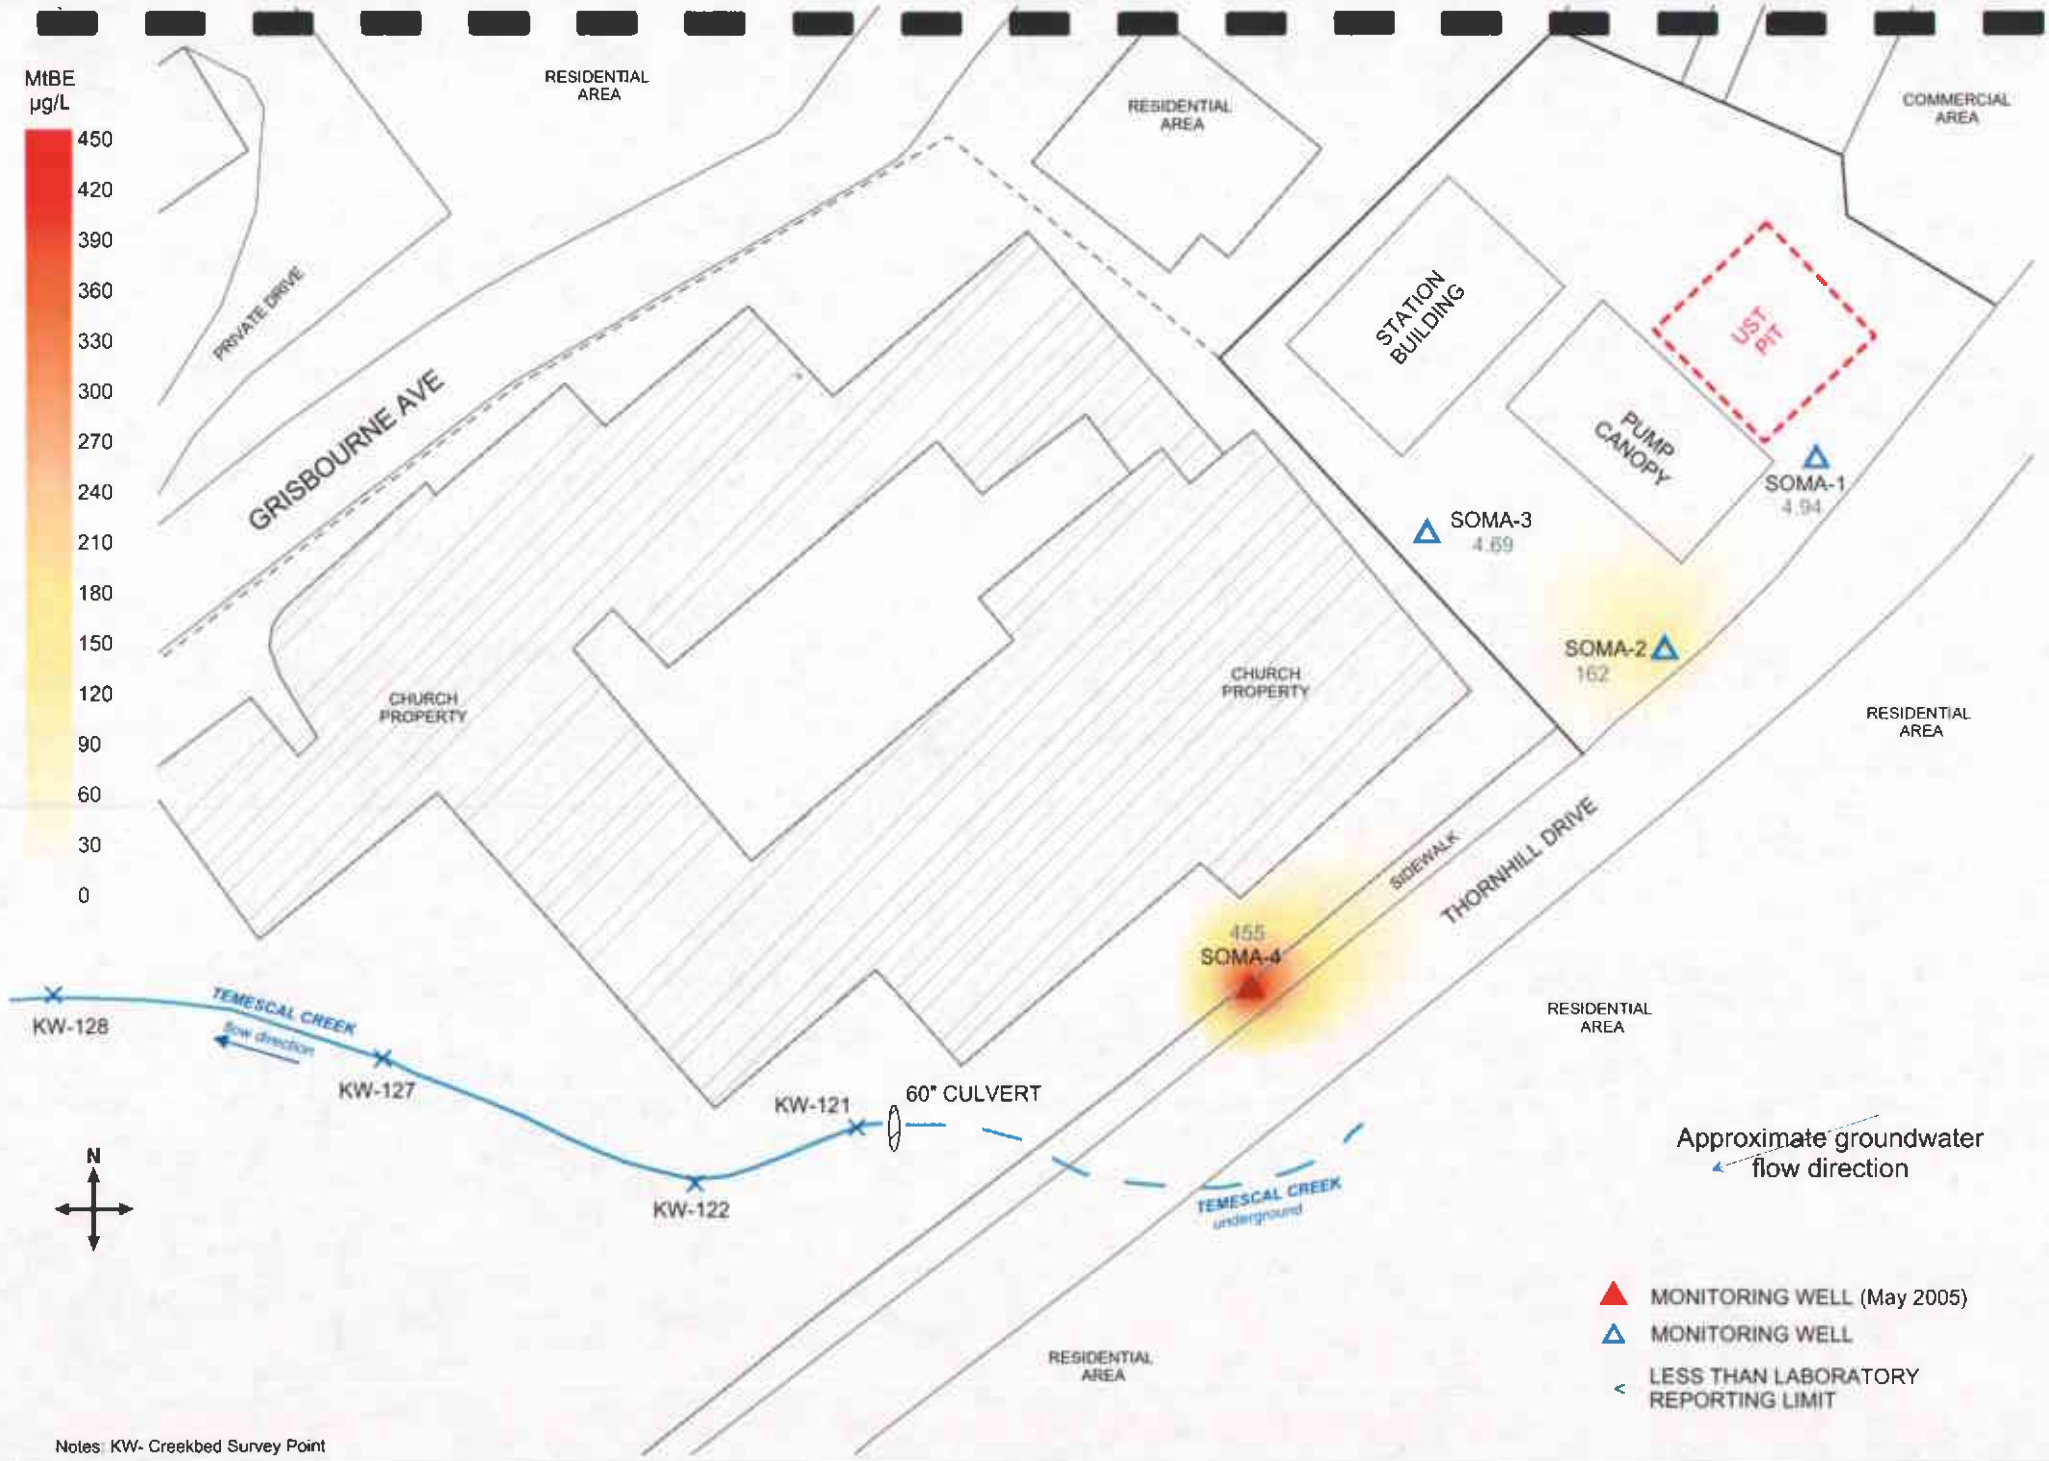 MtBE
µg/L
450
420
390
360
330
300
270
240
210
180
150
120
90
60
30
0
RESIDENTIAL
AREA
RESIDENTIAL
AREA
COMMERCIAL
AREA
PRIVATE DRIVE
GRISBOURNE AVE
STATION
BUILDING
UST
PIT
PUMP
CANOPY
SOMA-1
4.94
SOMA-3
4.69
SOMA-2
162
CHURCH
PROPERTY
CHURCH
PROPERTY
RESIDENTIAL
AREA
SIDEWALK
THORNHILL DRIVE
455
SOMA-4
RESIDENTIAL
AREA
KW-128
TEMESCAL CREEK
flow direction
KW-127
KW-121
60" CULVERT
KW-122
TEMESCAL CREEK
underground
N
Approximate groundwater
flow direction
MONITORING WELL (May 2005)
MONITORING WELL
< LESS THAN LABORATORY
REPORTING LIMIT
RESIDENTIAL
AREA
Notes: KW- Creekbed Survey Point